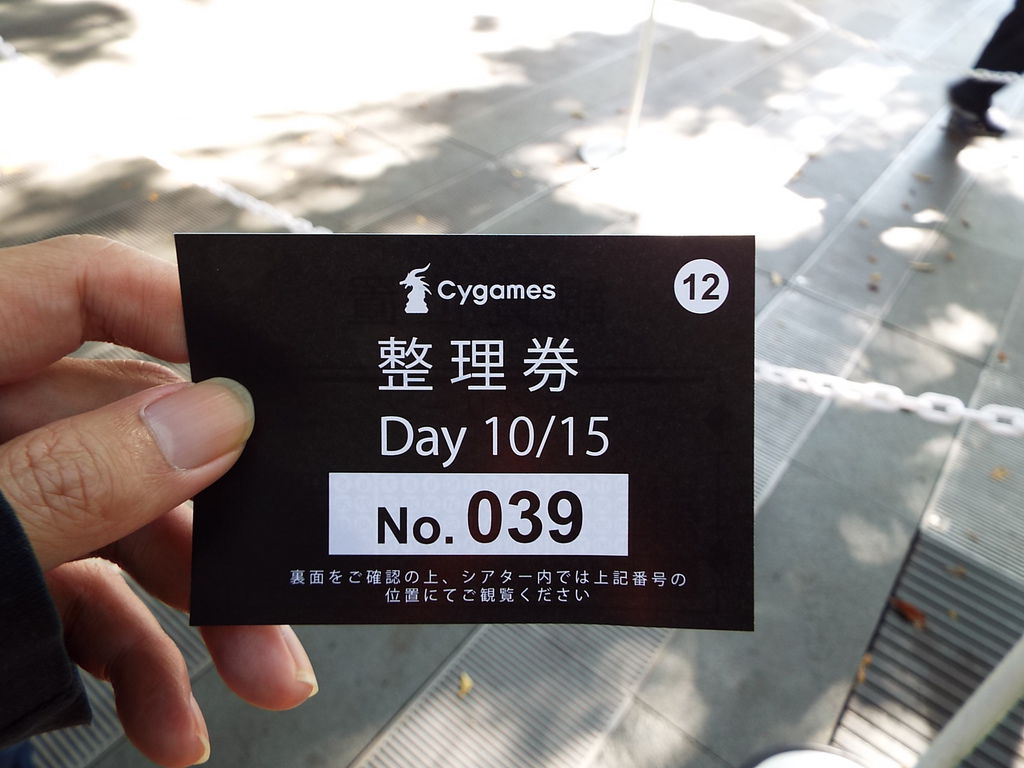 Cygames
12
整理券
Day 10/15
No. 039
裏面をご確認の上、シアター内では上記番号の
位置にてご観覧ください